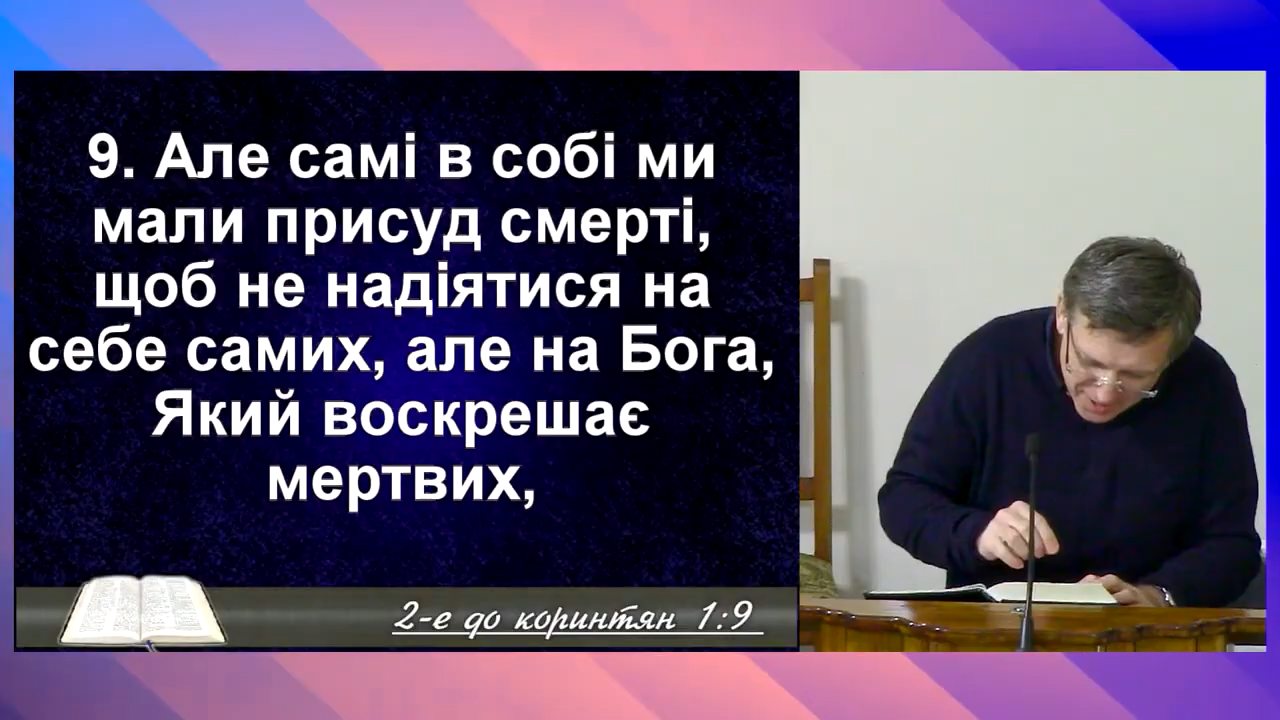 9. Але самі в собі ми
мали присуд смерті,
щоб не надіятися на
себе самих, але на Бога,
Який воскрешає
мертвих,
2-е до коринтян 1:9